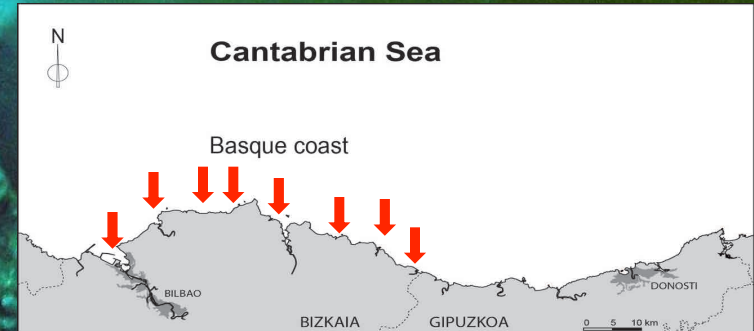 N
Cantabrian Sea
Basque coast
BILBAO
DONOSTI
BIZKAIA
GIPUZKOA
0 5 10 km